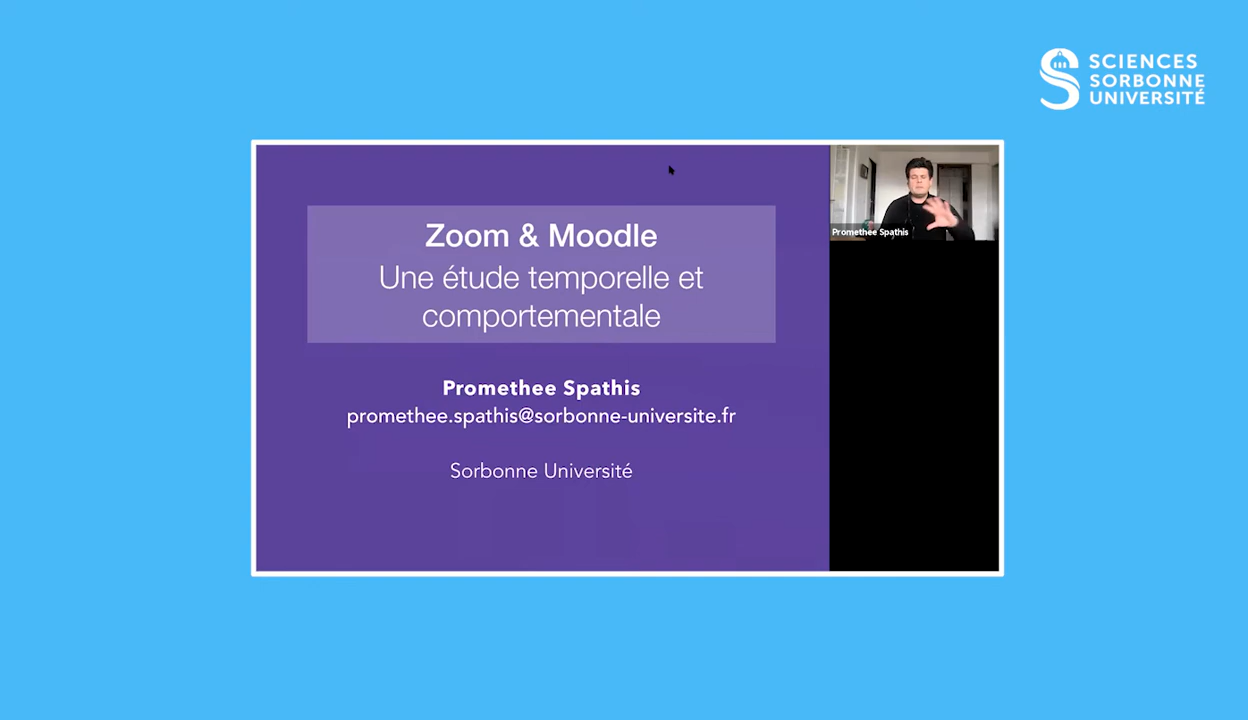 SCIENCES
SORBONNE
UNIVERSITÉ
Zoom & Moodle
Une étude temporelle et
comportementale
Promethee Spathis
promethee.spathis@sorbonne-universite.fr
Sorbonne Université
Promethee Spathis